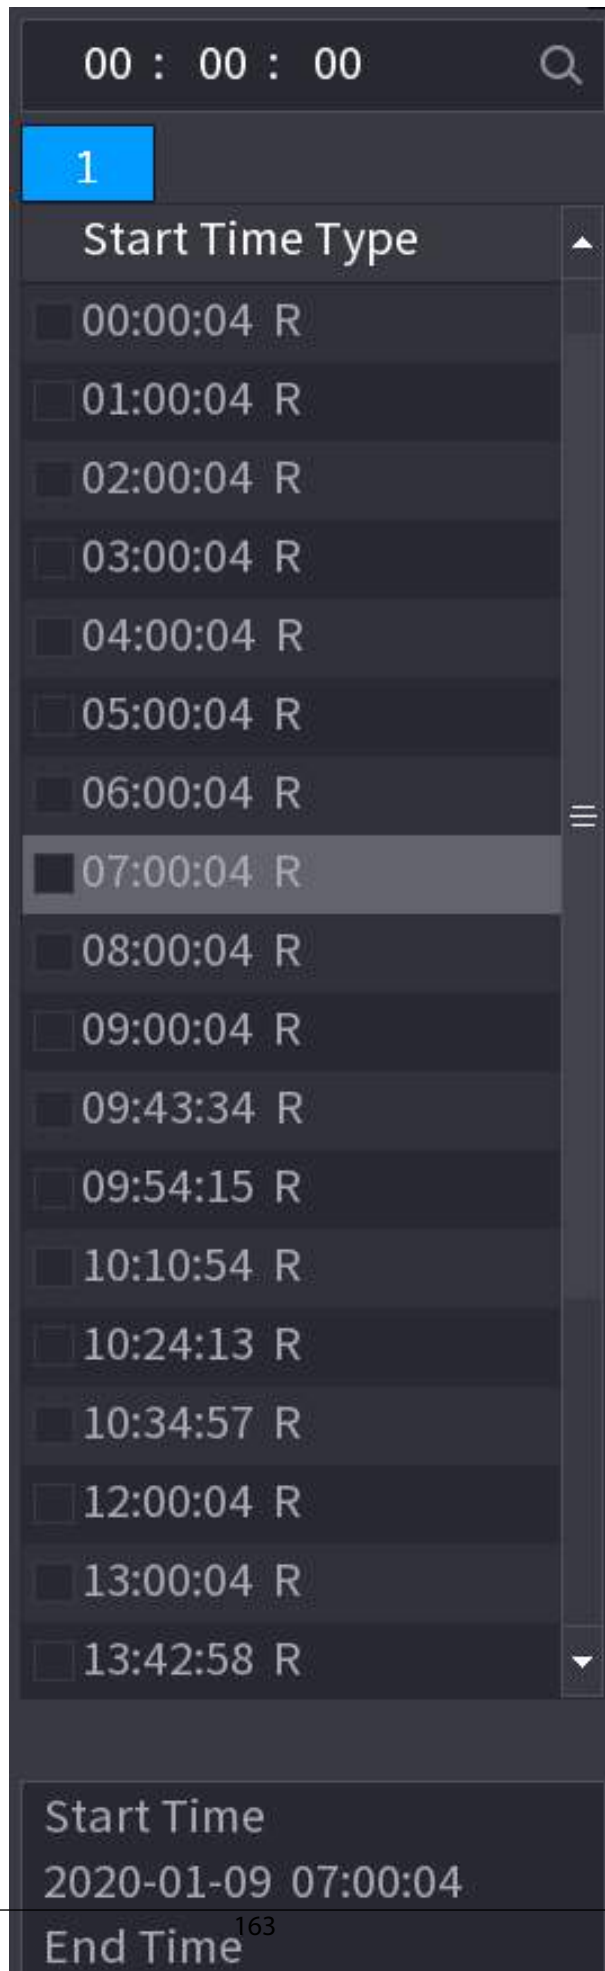 00 : 00 : 00
1
Start Time Type
00:00:04 R
01:00:04 R
02:00:04 R
03:00:04 R
04:00:04 R
05:00:04 R
06:00:04 R
07:00:04 R
08:00:04 R
09:00:04 R
09:43:34 R
09:54:15 R
10:10:54 R
10:24:13 R
10:34:57 R
12:00:04 R
13:00:04 R
13:42:58 R
Start Time
2020-01-09 07:00:04
163
End Time